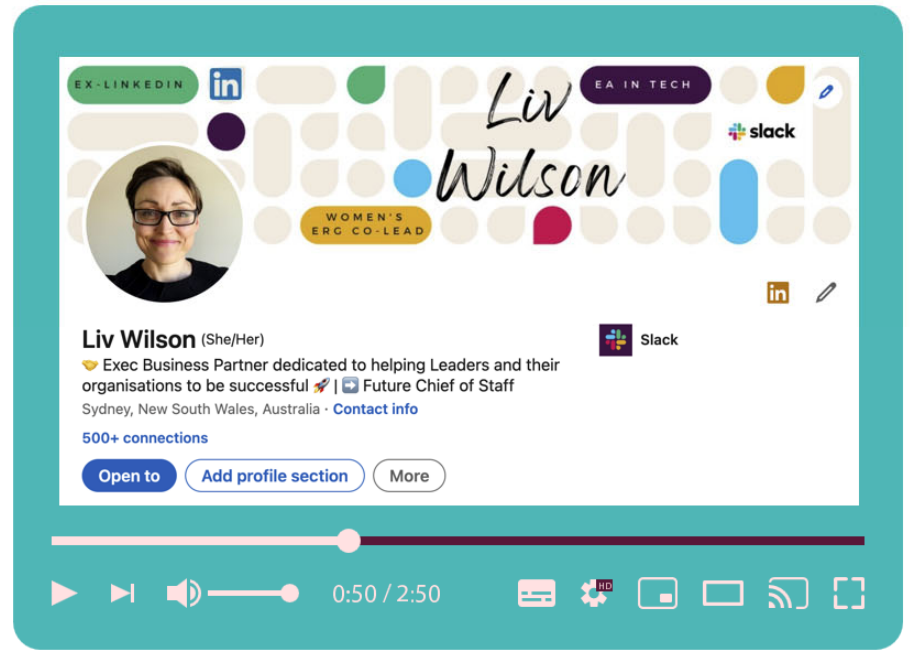 EX-LINKEDIN
in
Liv
EA IN TECH
slack
Wilson
WOMEN'S
ERG CO-LEAD
in
Liv Wilson (She/Her)
Slack
🤝 Exec Business Partner dedicated to helping Leaders and their
organisations to be successful 🚀 | ➡️ Future Chief of Staff
Sydney, New South Wales, Australia · Contact info
500+ connections
Open to
Add profile section
More
0:50 / 2:50
HD